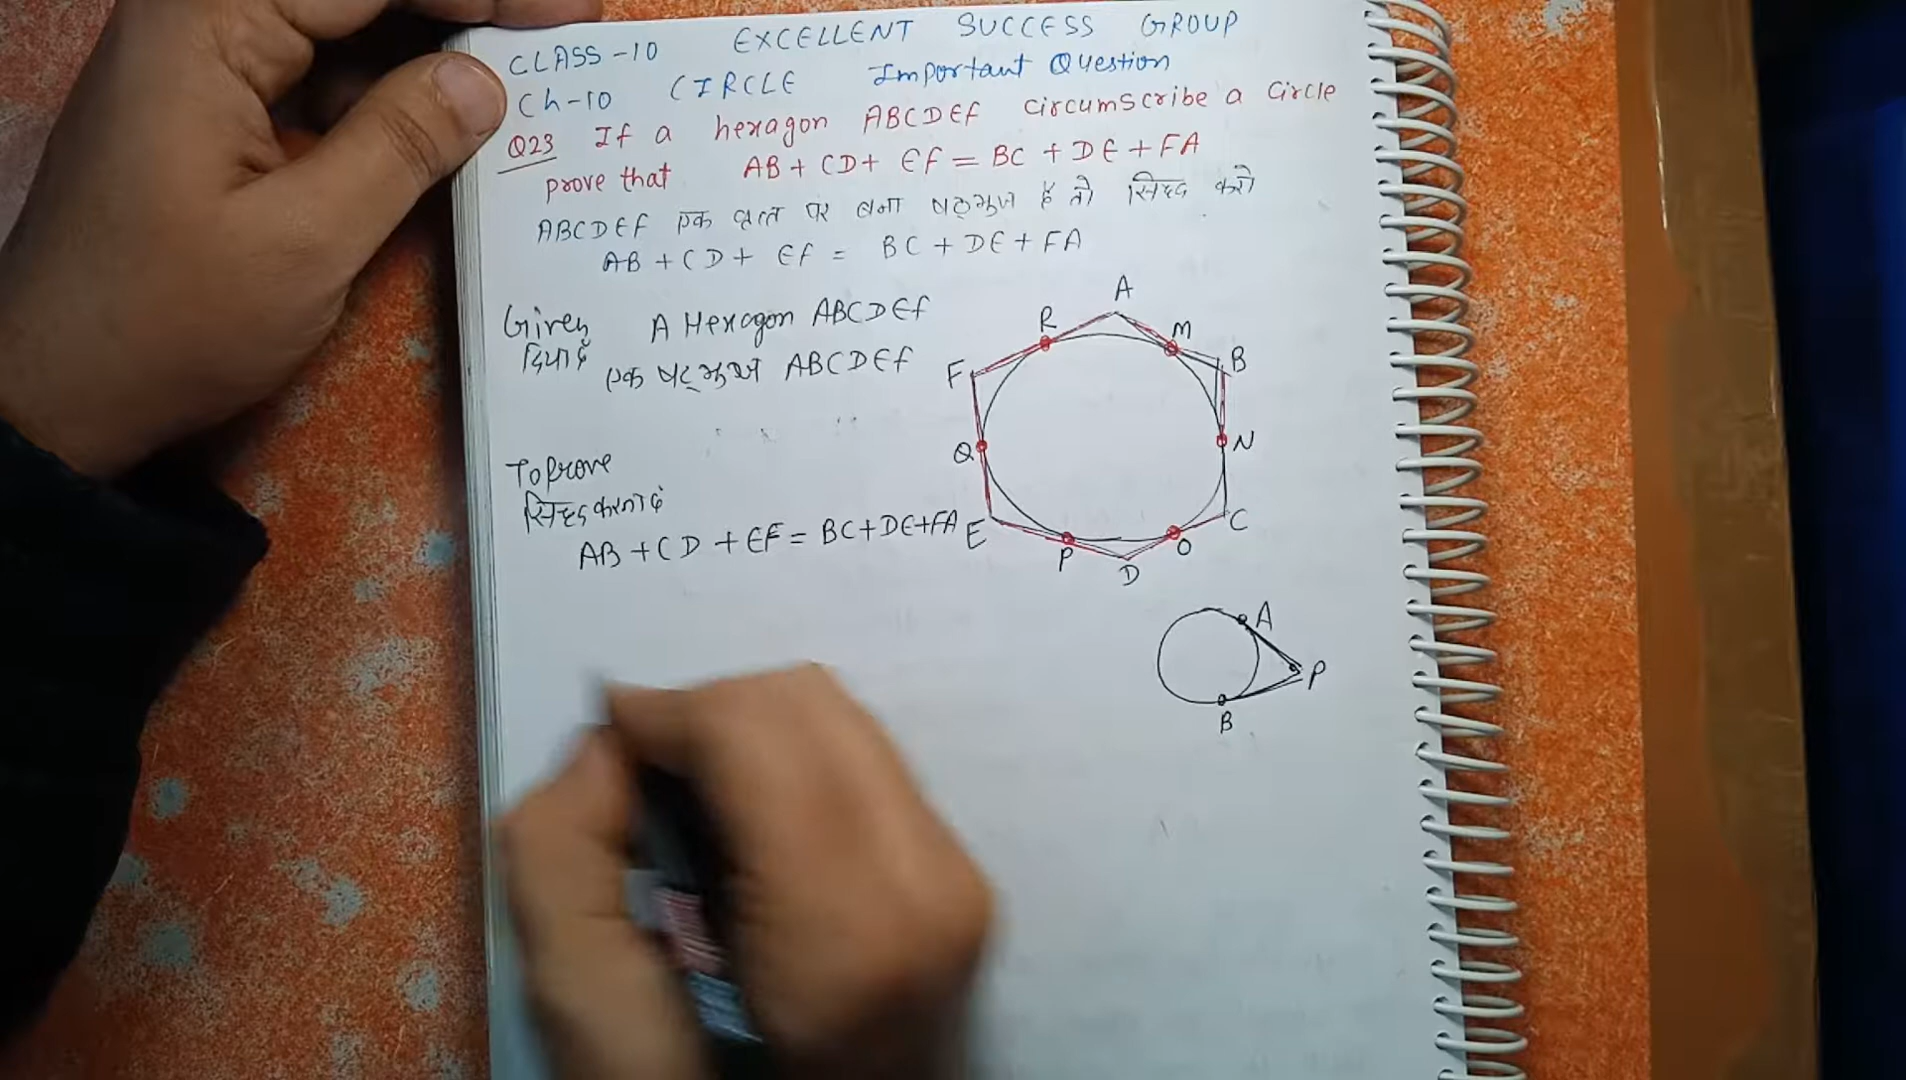 CLASS-10 EXCELLENT SUCCESS GROUP
Ch-10 CIRCLE Important Question
Q23 If a hexagon ABCDEF circumscribe a circle
prove that AB + CD + EF = BC + DE + FA
ABCDEF एक वृत्त पर बना षट्भुज है तो सिद्ध करो
AB + CD + EF = BC + DE + FA
Given A Hexagon ABCDEF
दिया है एक षट्भुज ABCDEF
To Prove
सिद्ध करना है
AB + CD + EF = BC + DE + FA
A
R
M
F
B
Q
N
E
C
P
O
D
A
P
B